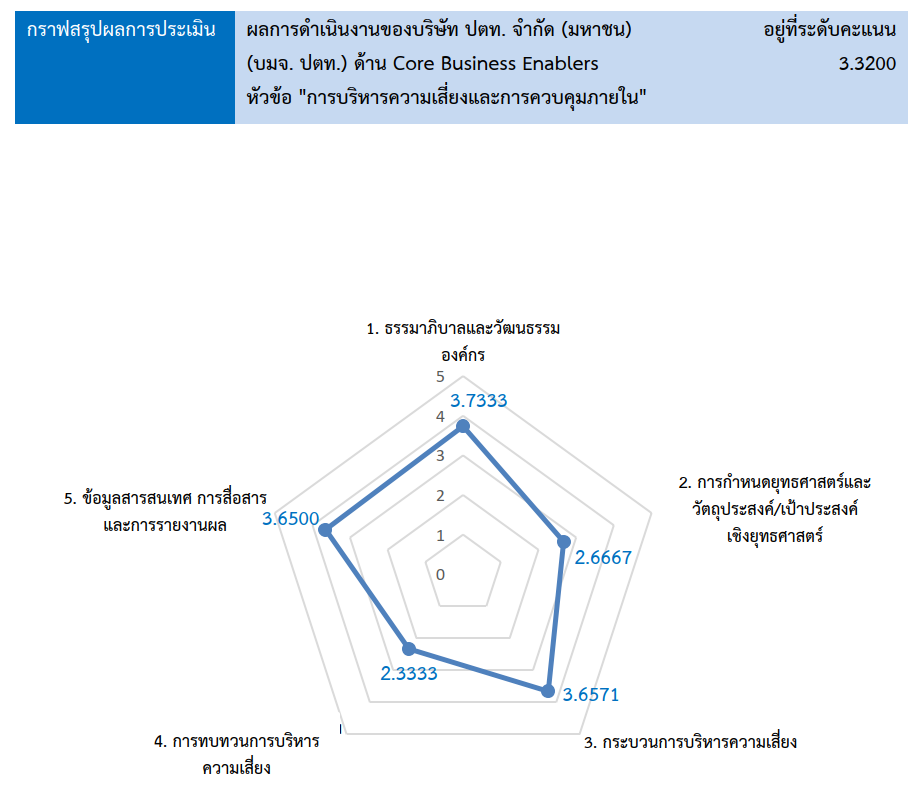 กราฟสรุปผลการประเมิน
ผลการดำเนินงานของบริษัท ปตท. จำกัด (มหาชน)
(บมจ. ปตท.) ด้าน Core Business Enablers
หัวข้อ "การบริหารความเสี่ยงและการควบคุมภายใน"
อยู่ที่ระดับคะแนน
3.3200
1. ธรรมาภิบาลและวัฒนธรรม
องค์กร
5
3.7333
4
3
2
1
0
2. การกำหนดยุทธศาสตร์และ
วัตถุประสงค์/เป้าประสงค์
เชิงยุทธศาสตร์
2.6667
5. ข้อมูลสารสนเทศ การสื่อสาร
และการรายงานผล
3.6500
2.3333
3.6571
4. การทบทวนการบริหาร
ความเสี่ยง
3. กระบวนการบริหารความเสี่ยง